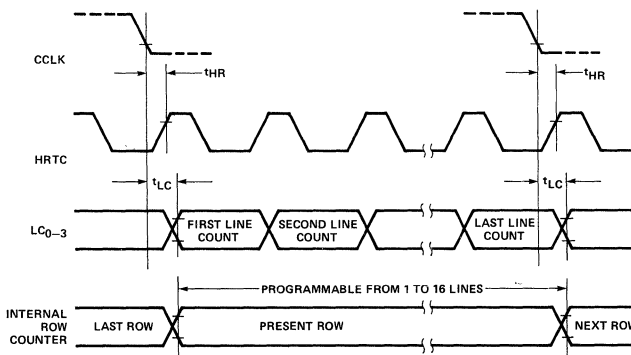 CCLK
tHR
tHR
HRTC
tLC
tLC
LC0–3
FIRST LINE
COUNT
SECOND LINE
COUNT
LAST LINE
COUNT
PROGRAMMABLE FROM 1 TO 16 LINES
INTERNAL
ROW
COUNTER
LAST ROW
PRESENT ROW
NEXT ROW